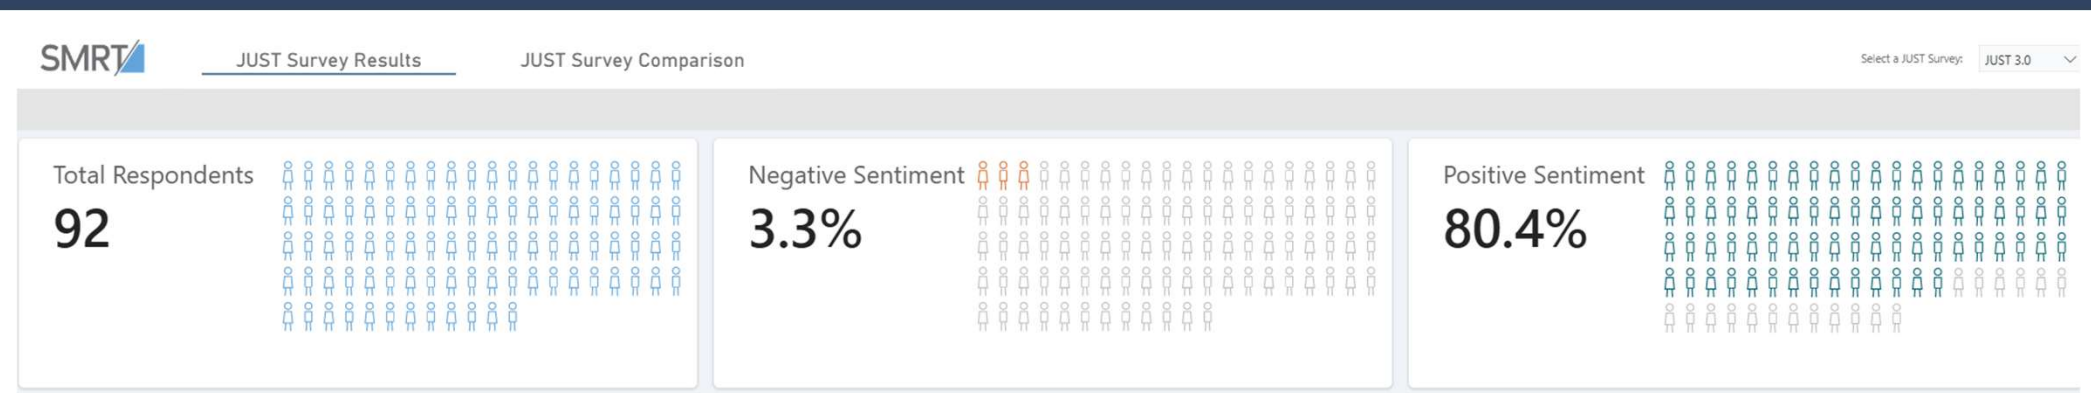 SMRT
JUST Survey Results
JUST Survey Comparison
Select a JUST Survey:
JUST 3.0
Total Respondents
92
Negative Sentiment
3.3%
Positive Sentiment
80.4%